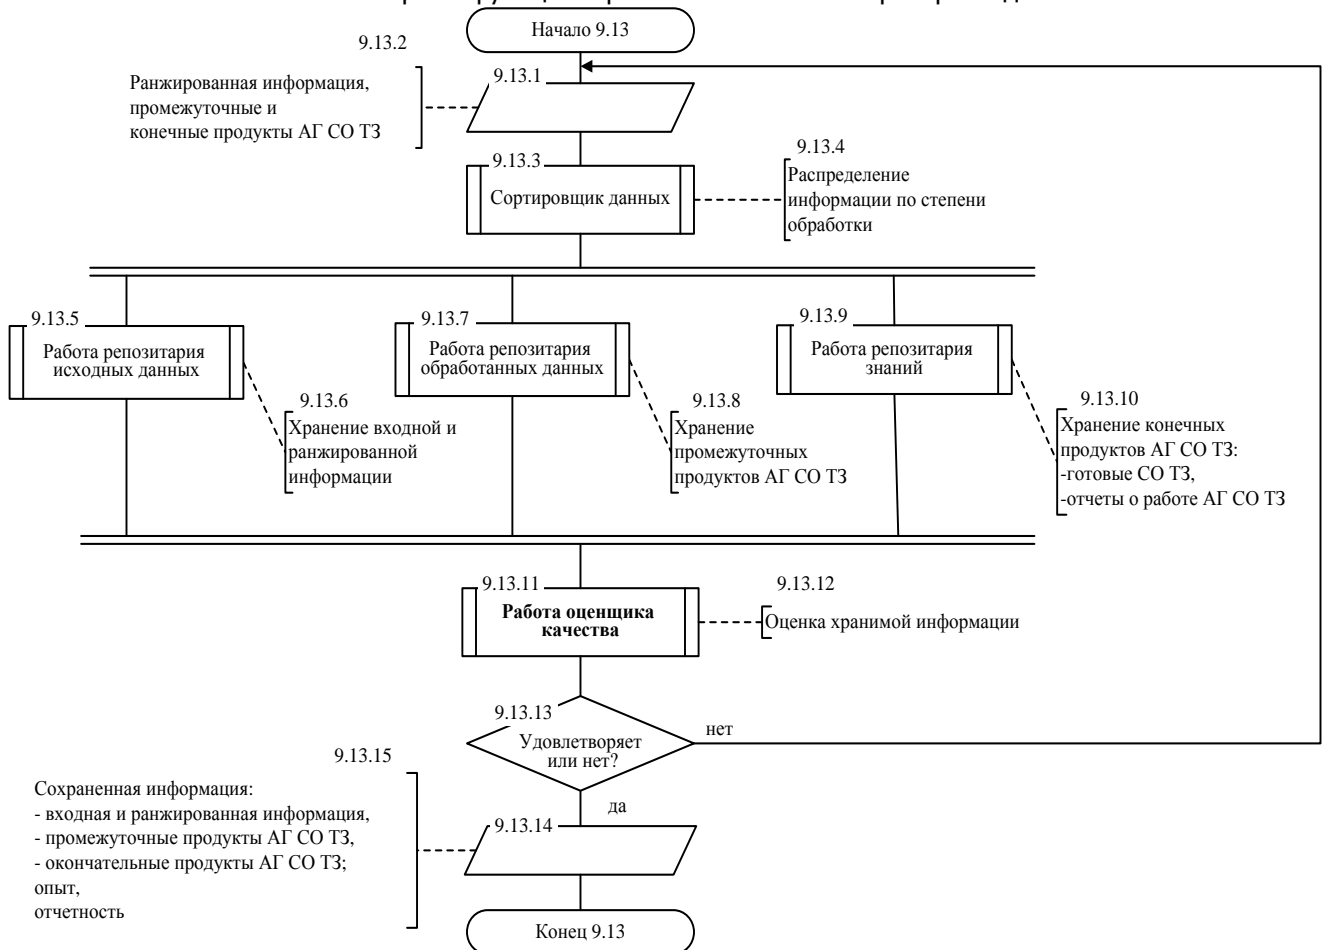 Начало 9.13
9.13.2
Ранжированная информация,
промежуточные и
конечные продукты АГ СО ТЗ
9.13.1
9.13.3
Сортировщик данных
9.13.4
Распределение
информации по степени
обработки
9.13.5
Работа репозитария
исходных данных
9.13.6
Хранение входной и
ранжированной
информации
9.13.7
Работа репозитария
обработанных данных
9.13.8
Хранение
промежуточных
продуктов АГ СО ТЗ
9.13.9
Работа репозитария
знаний
9.13.10
Хранение конечных
продуктов АГ СО ТЗ:
-готовые СО ТЗ,
-отчеты о работе АГ СО ТЗ
9.13.11
Работа оценщика
качества
9.13.12
Оценка хранимой информации
9.13.13
Удовлетворяет
или нет?
нет
да
9.13.15
Сохраненная информация:
- входная и ранжированная информация,
- промежуточные продукты АГ СО ТЗ,
- окончательные продукты АГ СО ТЗ;
опыт,
отчетность
9.13.14
Конец 9.13